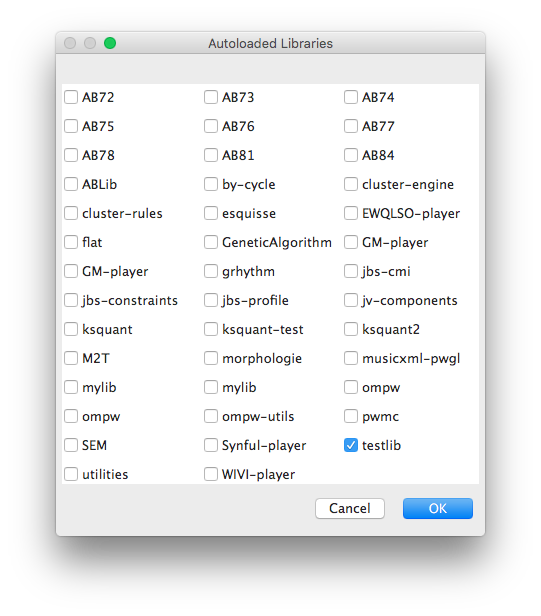 Autoloaded Libraries
AB72 AB73 AB74
AB75 AB76 AB77
AB78 AB81 AB84
ABLib by-cycle cluster-engine
cluster-rules esquisse EWQLSO-player
flat GeneticAlgorithm GM-player
GM-player grhythm jbs-cmi
jbs-constraints jbs-profile jv-components
ksquant ksquant-test ksquant2
M2T morphologie musicxml-pwgl
mylib mylib ompw
ompw ompw-utils pwmc
SEM Synful-player testlib
utilities WIVI-player
Cancel OK